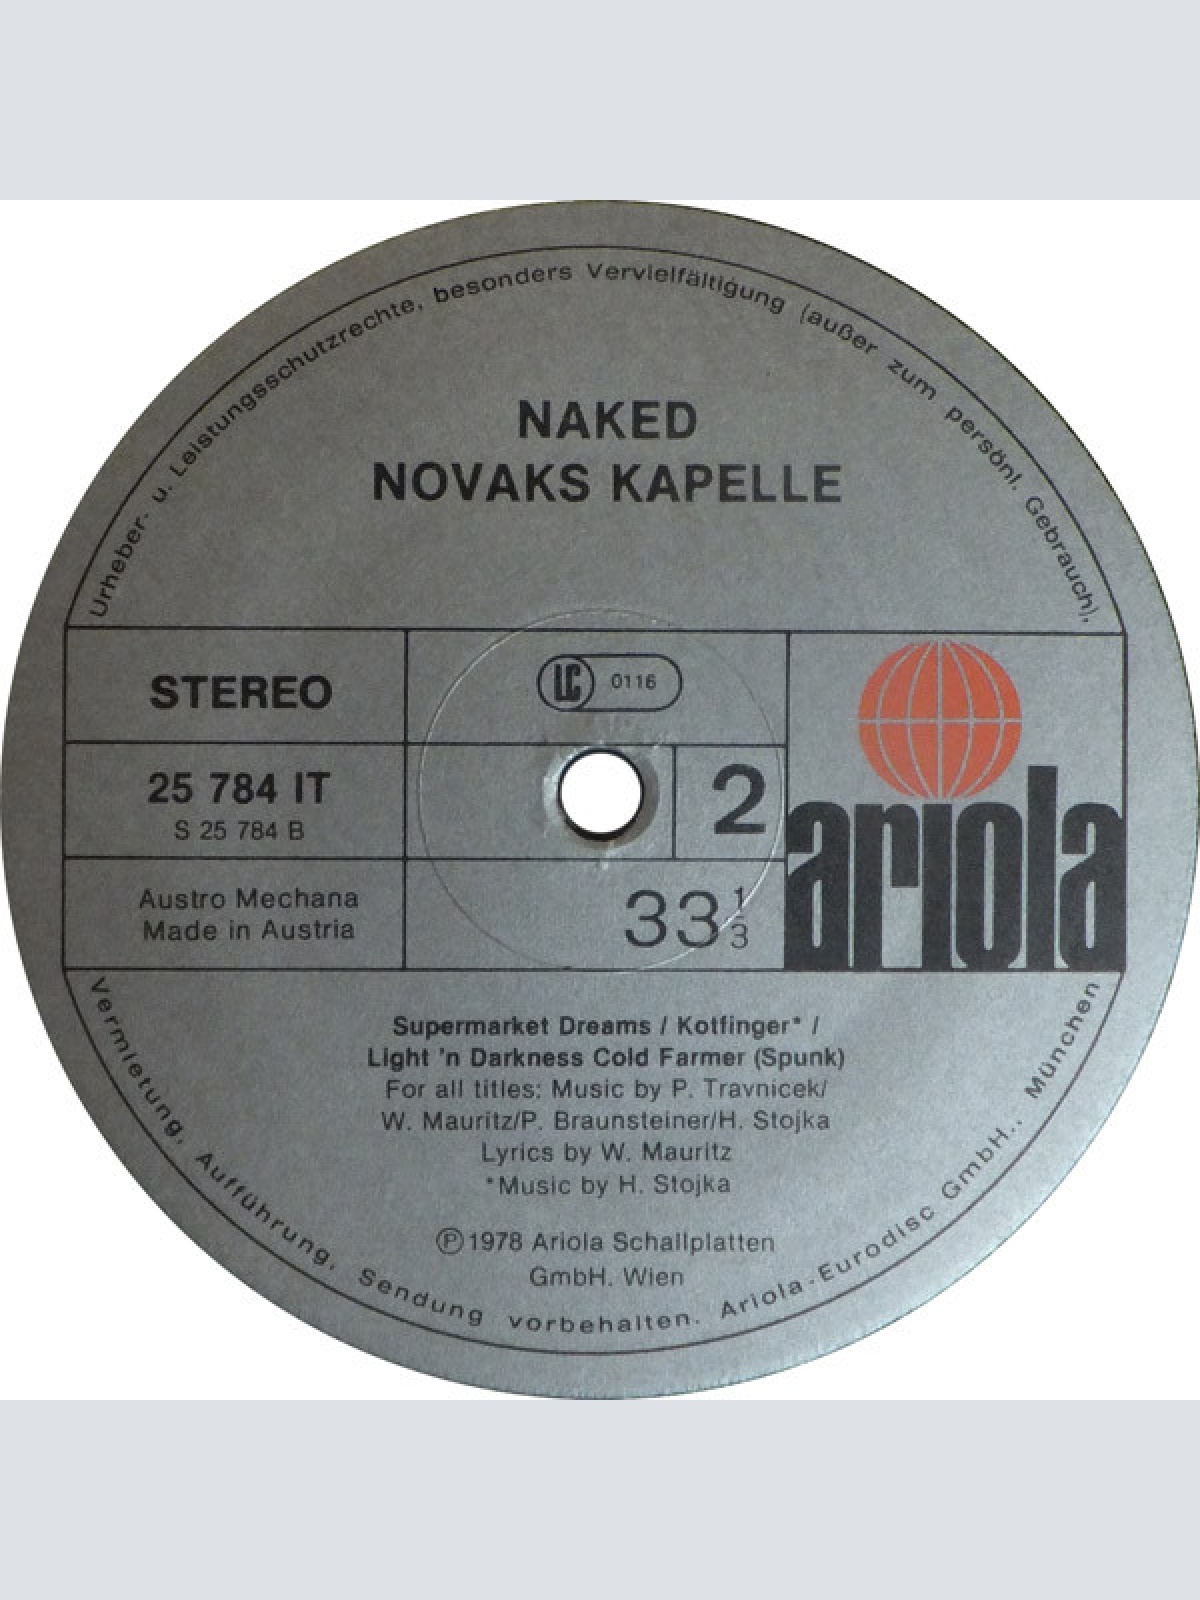 Urheber- u. Leistungsschutzrechte, besonders Vervielfältigung (außer zum persönl. Gebrauch),
NAKED
NOVAKS KAPELLE
STEREO
LC 0116
25 784 IT
S 25 784 B
2
ariola
Austro Mechana
Made in Austria
33 1/3
Supermarket Dreams / Kotfinger* /
Light 'n Darkness Cold Farmer (Spunk)
For all titles: Music by P. Travnicek/
W. Mauritz/P. Braunsteiner/H. Stojka
Lyrics by W. Mauritz
*Music by H. Stojka
℗ 1978 Ariola Schallplatten
GmbH. Wien
Vermietung, Aufführung, Sendung vorbehalten. Ariola-Eurodisc GmbH., München